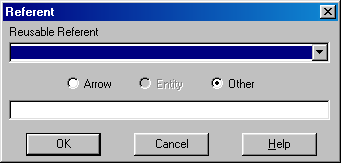 Referent
Reusable Referent
Arrow Entity Other
OK Cancel Help